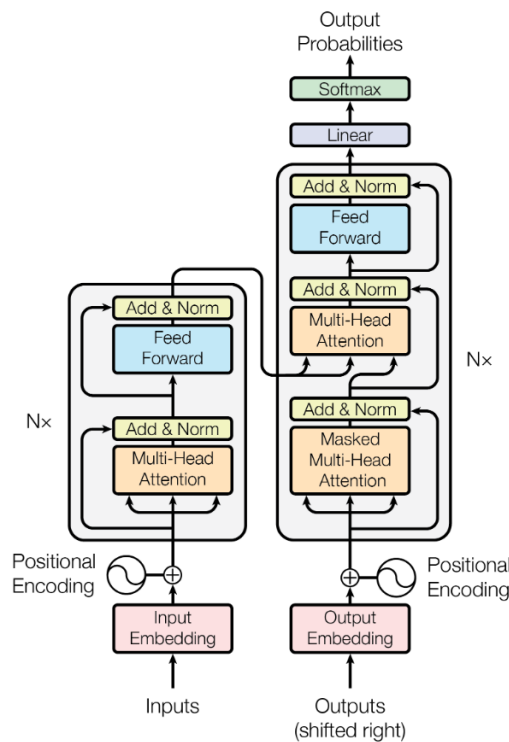 Output
Probabilities
Softmax
Linear
Add & Norm
Feed
Forward
Add & Norm
Multi-Head
Attention
Nx
Add & Norm
Masked
Multi-Head
Attention
Positional
Encoding
Output
Embedding
Outputs
(shifted right)
Add & Norm
Feed
Forward
Nx
Add & Norm
Multi-Head
Attention
Positional
Encoding
Input
Embedding
Inputs